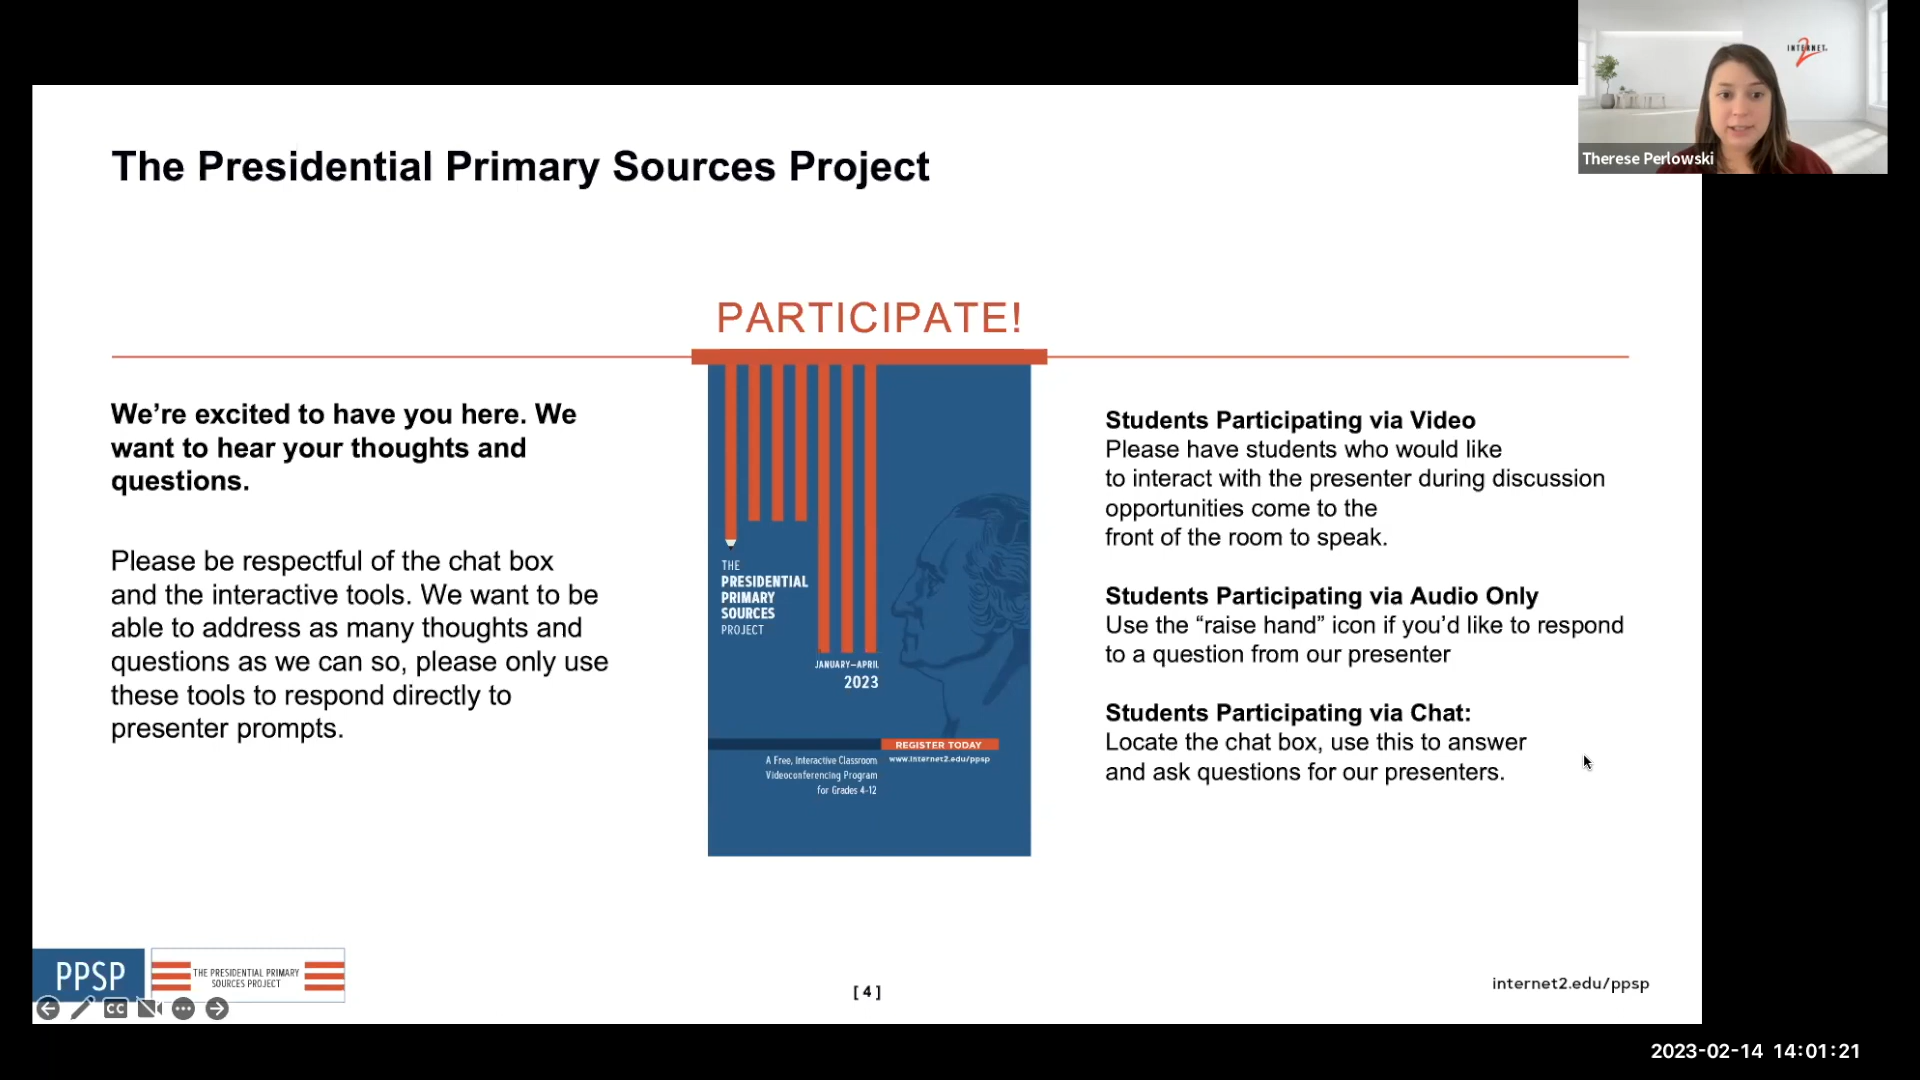 INTERNET
2
Therese Perlowski
The Presidential Primary Sources Project
PARTICIPATE!
We’re excited to have you here. We
want to hear your thoughts and
questions.
Please be respectful of the chat box
and the interactive tools. We want to be
able to address as many thoughts and
questions as we can so, please only use
these tools to respond directly to
presenter prompts.
THE
PRESIDENTIAL
PRIMARY
SOURCES
PROJECT
JANUARY–APRIL
2023
REGISTER TODAY
www.internet2.edu/ppsp
A Free, Interactive Classroom
Videoconferencing Program
for Grades 4-12
Students Participating via Video
Please have students who would like
to interact with the presenter during discussion
opportunities come to the
front of the room to speak.
Students Participating via Audio Only
Use the “raise hand” icon if you’d like to respond
to a question from our presenter
Students Participating via Chat:
Locate the chat box, use this to answer
and ask questions for our presenters.
PPSP
THE PRESIDENTIAL PRIMARY
SOURCES PROJECT
CC
[ 4 ]
internet2.edu/ppsp
2023-02-14 14:01:21